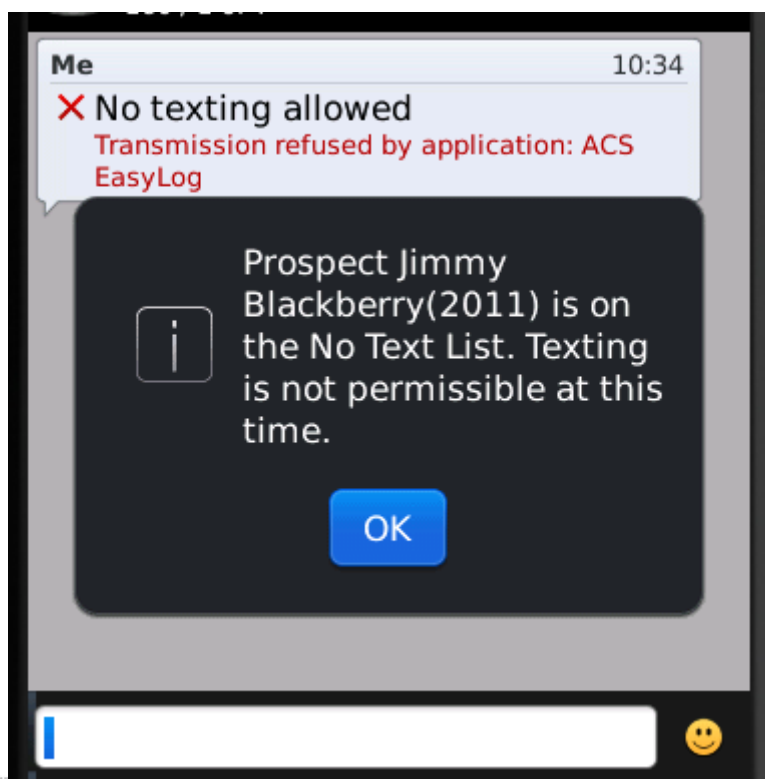 Me 10:34
No texting allowed
Transmission refused by application: ACS
EasyLog
Prospect Jimmy
Blackberry(2011) is on
the No Text List. Texting
is not permissible at this
time.
OK